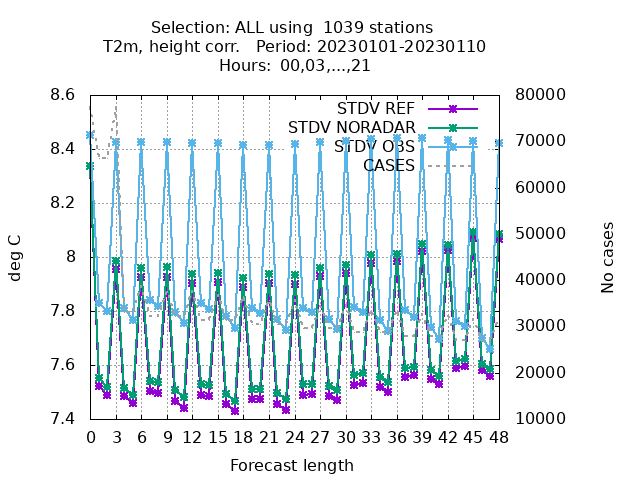 Selection: ALL using  1039 stations
T2m, height corr.   Period: 20230101-20230110
Hours:  00,03,...,21
STDV REF
STDV NORADAR
STDV OBS
CASES
8.6
8.4
8.2
8
7.8
7.6
7.4
80000
70000
60000
50000
40000
30000
20000
10000
deg C
No cases
0 3 6 9 12 15 18 21 24 27 30 33 36 39 42 45 48
Forecast length